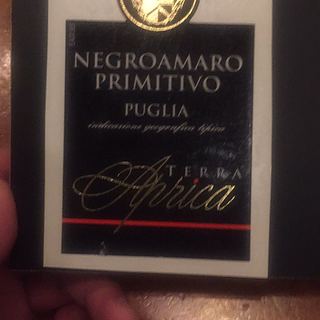 NEGROAMARO
PRIMITIVO
PUGLIA
indicazione geografica tipica
TERRA
Aprica